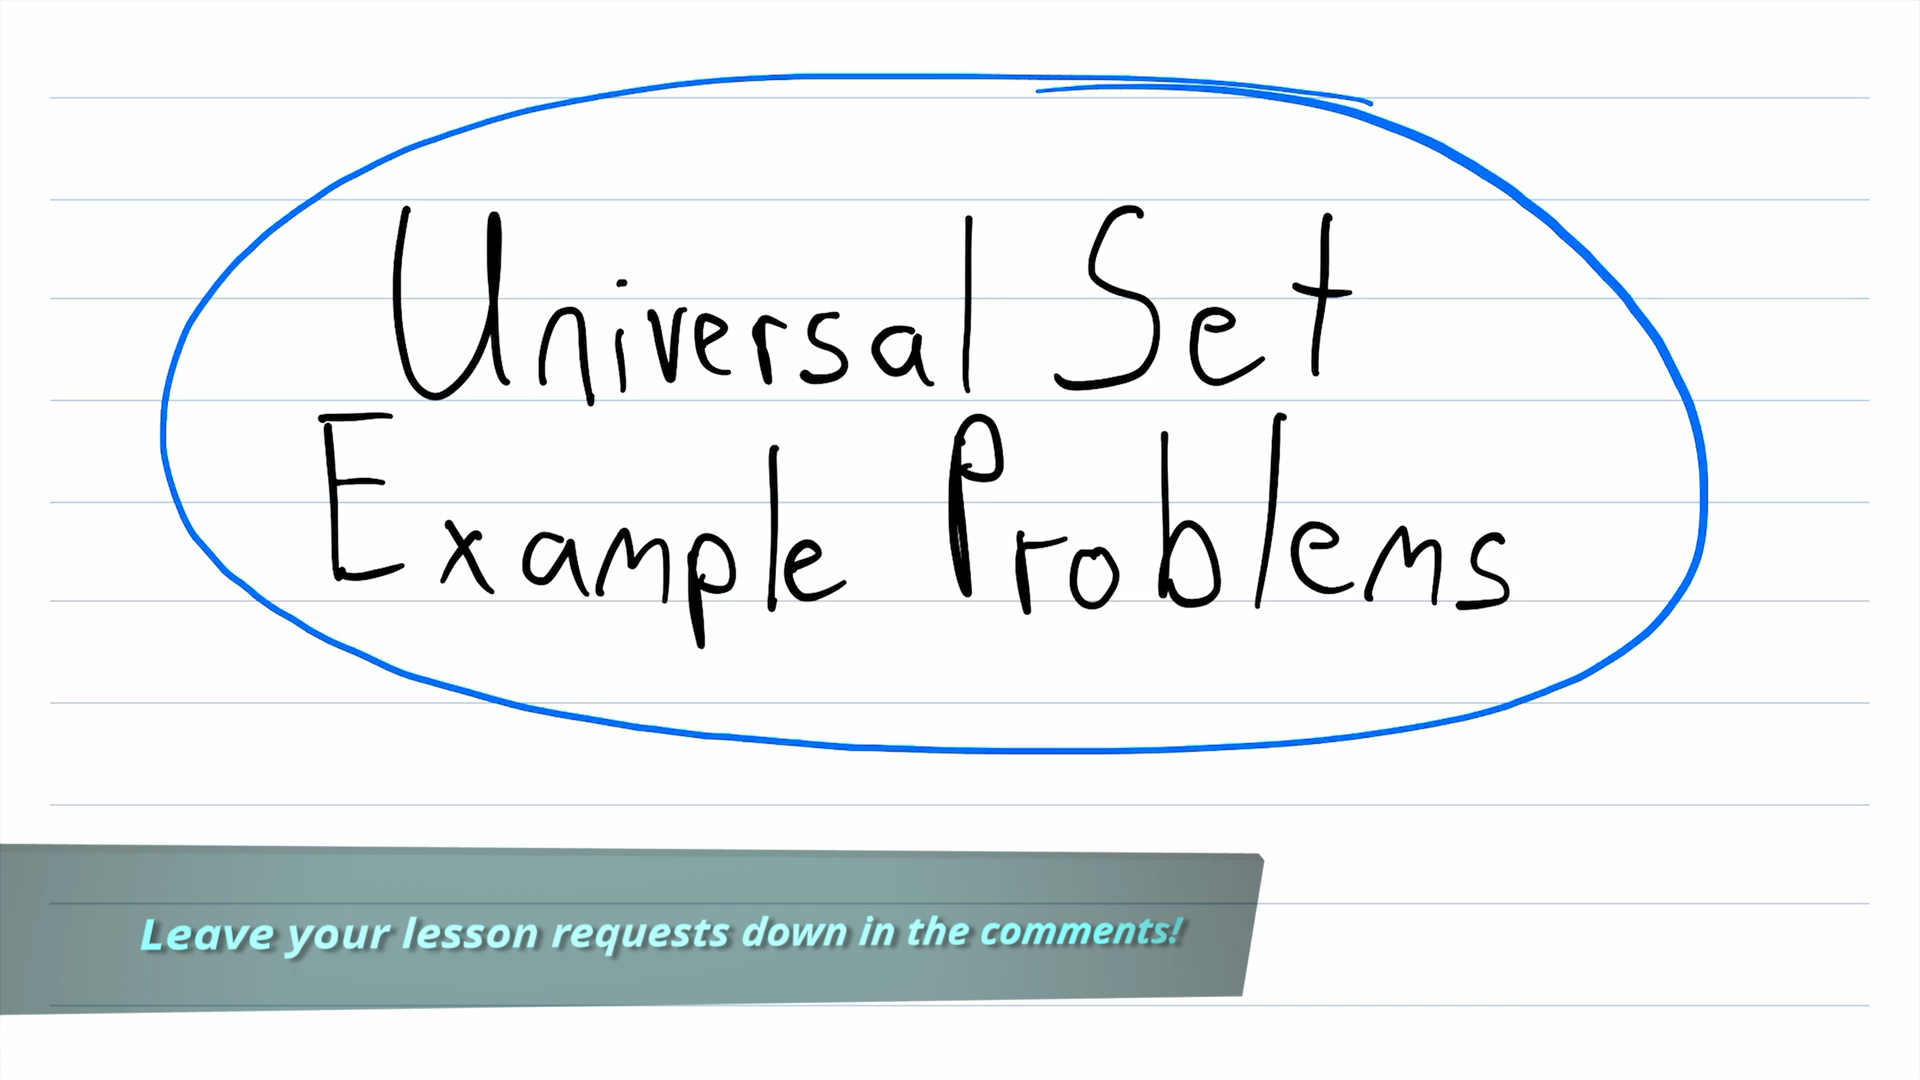 Universal Set
Example Problems
Leave your lesson requests down in the comments!